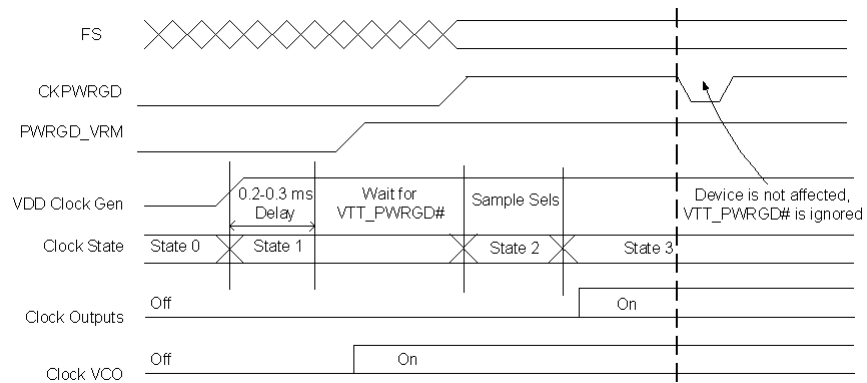 FS
CKPWRGD
PWRGD_VRM
VDD Clock Gen
0.2-0.3 ms
Delay
Wait for
VTT_PWRGD#
Sample Sels
Device is not affected,
VTT_PWRGD# is ignored
Clock State
State 0
State 1
State 2
State 3
Clock Outputs
Off
On
Clock VCO
Off
On